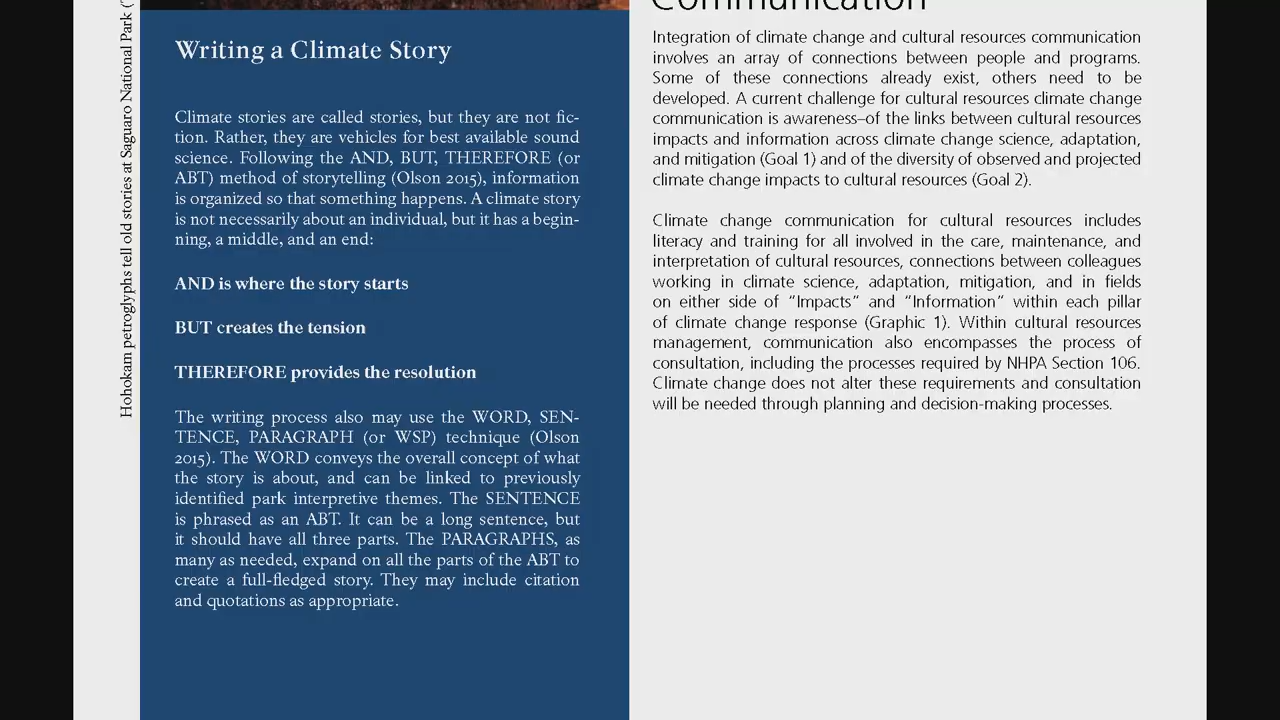 Hohokam petroglyphs tell old stories at Saguaro National Park (
Writing a Climate Story
Climate stories are called stories, but they are not fic-
tion. Rather, they are vehicles for best available sound
science. Following the AND, BUT, THEREFORE (or
ABT) method of storytelling (Olson 2015), information
is organized so that something happens. A climate story
is not necessarily about an individual, but it has a begin-
ning, a middle, and an end:
AND is where the story starts
BUT creates the tension
THEREFORE provides the resolution
The writing process also may use the WORD, SEN-
TENCE, PARAGRAPH (or WSP) technique (Olson
2015). The WORD conveys the overall concept of what
the story is about, and can be linked to previously
identified park interpretive themes. The SENTENCE
is phrased as an ABT. It can be a long sentence, but
it should have all three parts. The PARAGRAPHS, as
many as needed, expand on all the parts of the ABT to
create a full-fledged story. They may include citation
and quotations as appropriate.
Communication
Integration of climate change and cultural resources communication
involves an array of connections between people and programs.
Some of these connections already exist, others need to be
developed. A current challenge for cultural resources climate change
communication is awareness–of the links between cultural resources
impacts and information across climate change science, adaptation,
and mitigation (Goal 1) and of the diversity of observed and projected
climate change impacts to cultural resources (Goal 2).
Climate change communication for cultural resources includes
literacy and training for all involved in the care, maintenance, and
interpretation of cultural resources, connections between colleagues
working in climate science, adaptation, mitigation, and in fields
on either side of “Impacts” and “Information” within each pillar
of climate change response (Graphic 1). Within cultural resources
management, communication also encompasses the process of
consultation, including the processes required by NHPA Section 106.
Climate change does not alter these requirements and consultation
will be needed through planning and decision-making processes.